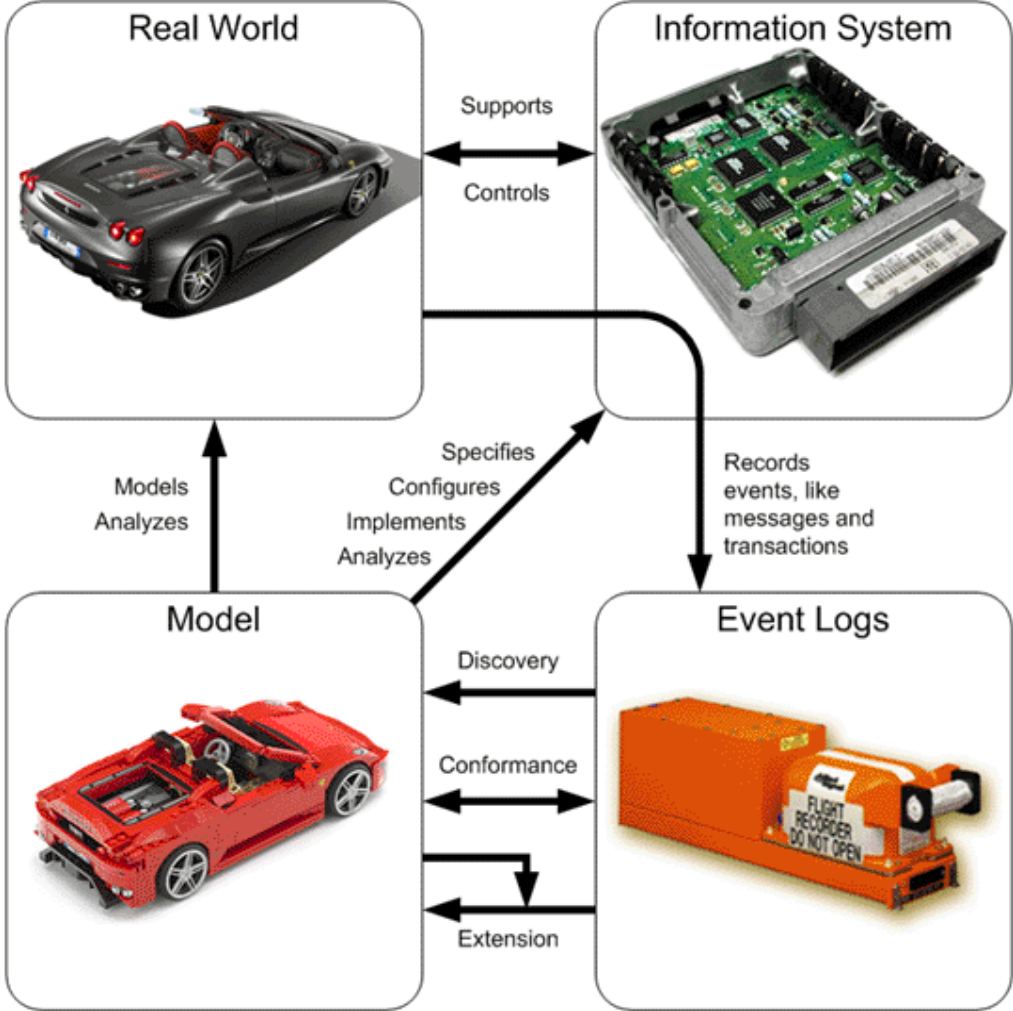 Real World
Information System
Supports
Controls
Models
Analyzes
Specifies
Configures
Implements
Analyzes
Records
events, like
messages and
transactions
Model
Event Logs
Discovery
Conformance
Extension
FLIGHT
RECORDER
DO NOT OPEN